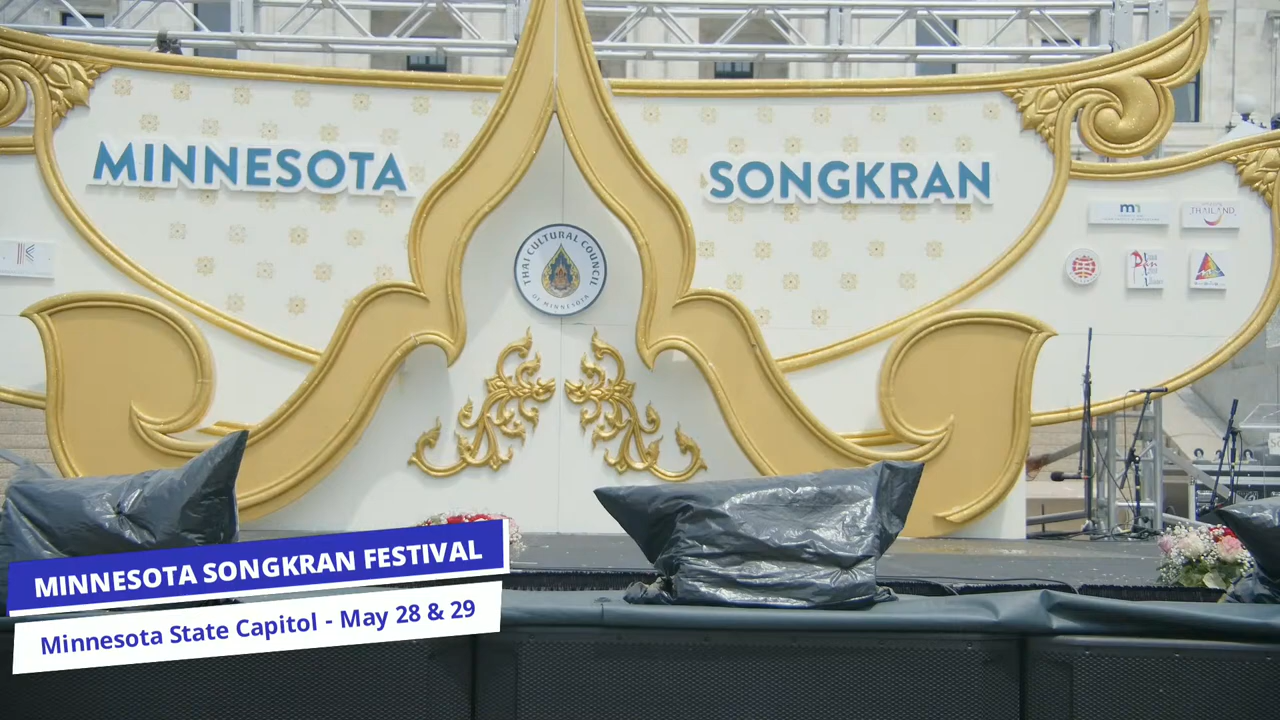 MINNESOTA
SONGKRAN
THAI CULTURAL COUNCIL
OF MINNESOTA
THAILAND
MINNESOTA SONGKRAN FESTIVAL
Minnesota State Capitol - May 28 & 29